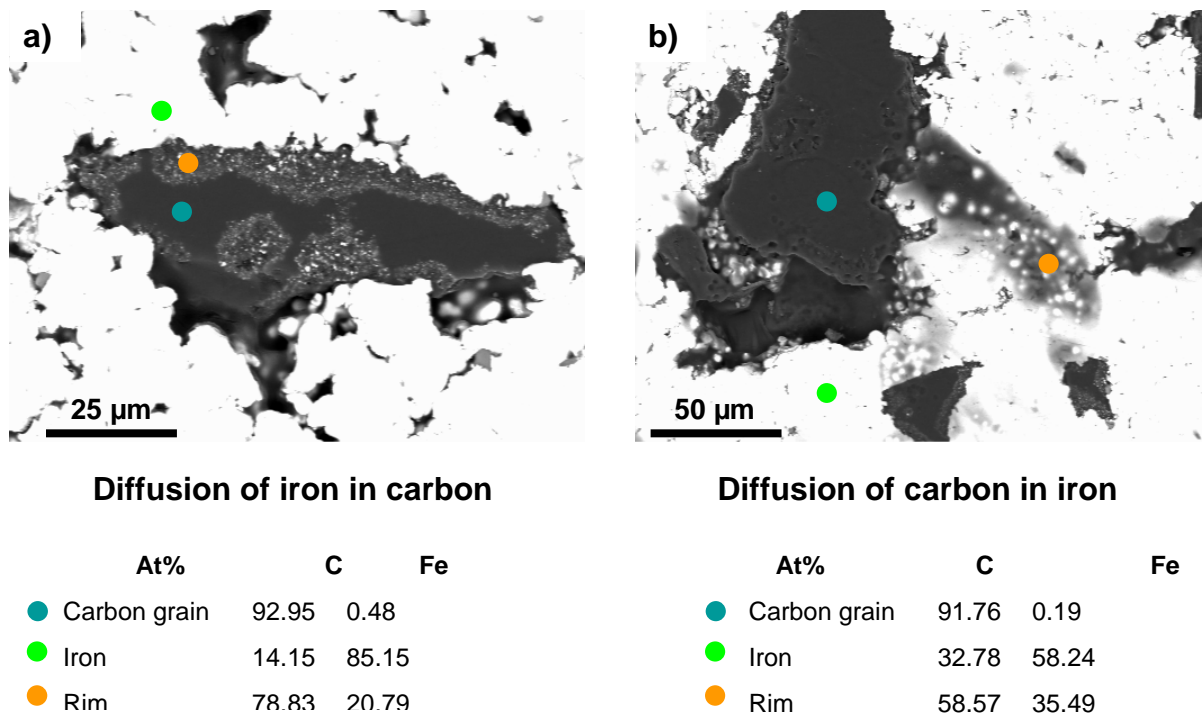 a) b)
25 µm 50 µm
Diffusion of iron in carbon Diffusion of carbon in iron
At% C Fe At% C Fe
Carbon grain 92.95 0.48 Carbon grain 91.76 0.19
Iron 14.15 85.15 Iron 32.78 58.24
Rim 78.83 20.79 Rim 58.57 35.49